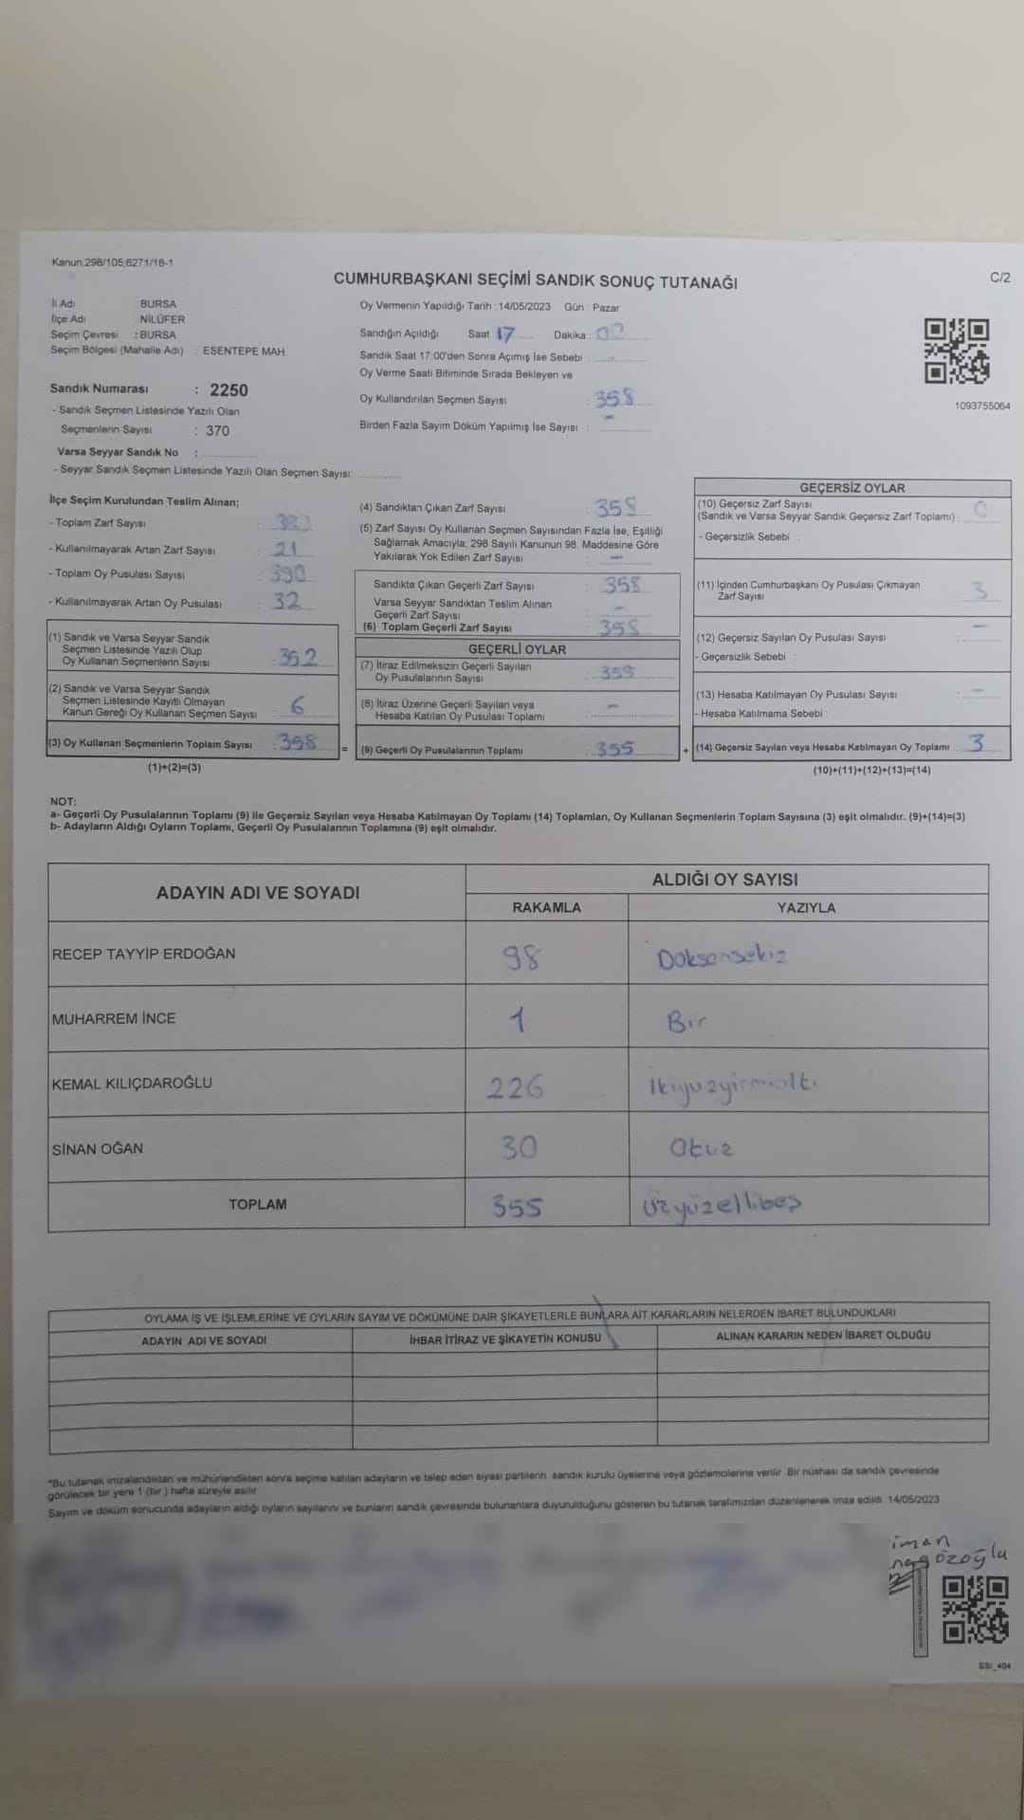 Kanun:298/105;6271/18-1
C/2
CUMHURBAŞKANI SEÇİMİ SANDIK SONUÇ TUTANAĞI
İl Adı : BURSA
İlçe Adı : NİLÜFER
Seçim Çevresi : BURSA
Seçim Bölgesi (Mahalle Adı) : ESENTEPE MAH.
Oy Vermenin Yapıldığı Tarih :14/05/2023 Gün : Pazar
Sandığın Açıldığı Saat 17 Dakika : 00
Sandık Saat 17:00'den Sonra Açımış İse Sebebi :
Oy Verme Saati Bitiminde Sırada Bekleyen ve
Oy Kullandırılan Seçmen Sayısı : 358
Birden Fazla Sayım Döküm Yapılmış İse Sayısı : -
1093755064
Sandık Numarası : 2250
- Sandık Seçmen Listesinde Yazılı Olan
Seçmenlerin Sayısı : 370
Varsa Seyyar Sandık No :
- Seyyar Sandık Seçmen Listesinde Yazılı Olan Seçmen Sayısı:
İlçe Seçim Kurulundan Teslim Alınan;
- Toplam Zarf Sayısı :
- Kullanılmayarak Artan Zarf Sayısı : 21
- Toplam Oy Pusulası Sayısı : 390
- Kullanılmayarak Artan Oy Pusulası : 32
(1) Sandık ve Varsa Seyyar Sandık
Seçmen Listesinde Yazılı Olup
Oy Kullanan Seçmenlerin Sayısı : 352
(2) Sandık ve Varsa Seyyar Sandık
Seçmen Listesinde Kayıtlı Olmayan
Kanun Gereği Oy Kullanan Seçmen Sayısı : 6
(3) Oy Kullanan Seçmenlerin Toplam Sayısı : 358
(1)+(2)=(3)
(4) Sandıktan Çıkan Zarf Sayısı : 358
(5) Zarf Sayısı Oy Kullanan Seçmen Sayısından Fazla İse, Eşitliği
Sağlamak Amacıyla; 298 Sayılı Kanunun 98. Maddesine Göre
Yakılarak Yok Edilen Zarf Sayısı : -
Sandıkta Çıkan Geçerli Zarf Sayısı : 358
Varsa Seyyar Sandıktan Teslim Alınan
Geçerli Zarf Sayısı : -
(6) Toplam Geçerli Zarf Sayısı : 358
GEÇERLİ OYLAR
(7) İtiraz Edilmeksizin Geçerli Sayılan
Oy Pusulalarının Sayısı : 355
(8) İtiraz Üzerine Geçerli Sayılan veya
Hesaba Katılan Oy Pusulası Toplamı : -
= (9) Geçerli Oy Pusulalarının Toplamı : 355
GEÇERSİZ OYLAR
(10) Geçersiz Zarf Sayısı
(Sandık ve Varsa Seyyar Sandık Geçersiz Zarf Toplamı) : 0
- Geçersizlik Sebebi :
(11) İçinden Cumhurbaşkanı Oy Pusulası Çıkmayan
Zarf Sayısı : 3
(12) Geçersiz Sayılan Oy Pusulası Sayısı : -
- Geçersizlik Sebebi :
(13) Hesaba Katılmayan Oy Pusulası Sayısı : -
- Hesaba Katılmama Sebebi :
+ (14) Geçersiz Sayılan veya Hesaba Katılmayan Oy Toplamı : 3
(10)+(11)+(12)+(13)=(14)
NOT:
a- Geçerli Oy Pusulalarının Toplamı (9) ile Geçersiz Sayılan veya Hesaba Katılmayan Oy Toplamı (14) Toplamları, Oy Kullanan Seçmenlerin Toplam Sayısına (3) eşit olmalıdır. (9)+(14)=(3)
b- Adayların Aldığı Oyların Toplamı, Geçerli Oy Pusulalarının Toplamına (9) eşit olmalıdır.
ADAYIN ADI VE SOYADI
ALDIĞI OY SAYISI
RAKAMLA YAZIYLA
RECEP TAYYİP ERDOĞAN 98 Doksansekiz
MUHARREM İNCE 1 Bir
KEMAL KILIÇDAROĞLU 226 İkiyüzyirmialtı
SİNAN OĞAN 30 Otuz
TOPLAM 355 Üçyüzellibeş
OYLAMA İŞ VE İŞLEMLERİNE VE OYLARIN SAYIM VE DÖKÜMÜNE DAİR ŞİKAYETLERLE BUNLARA AİT KARARLARIN NELERDEN İBARET BULUNDUKLARI
ADAYIN ADI VE SOYADI İHBAR İTİRAZ VE ŞİKAYETİN KONUSU ALINAN KARARIN NEDEN İBARET OLDUĞU
*Bu tutanak imzalandıktan ve mühürlendikten sonra seçime katılan adayların ve talep eden siyasi partilerin, sandık kurulu üyelerine veya gözlemcilerine verilir. Bir nüshası da sandık çevresinde
görülecek bir yere 1 (bir ) hafta süreyle asılır.
Sayım ve döküm sonucunda adayların aldığı oyların sayılarını ve bunların sandık çevresinde bulunanlara duyurulduğunu gösteren bu tutanak tarafımızdan düzenlenerek imza edildi. 14/05/2023
iman
özoğlu
SSI_404